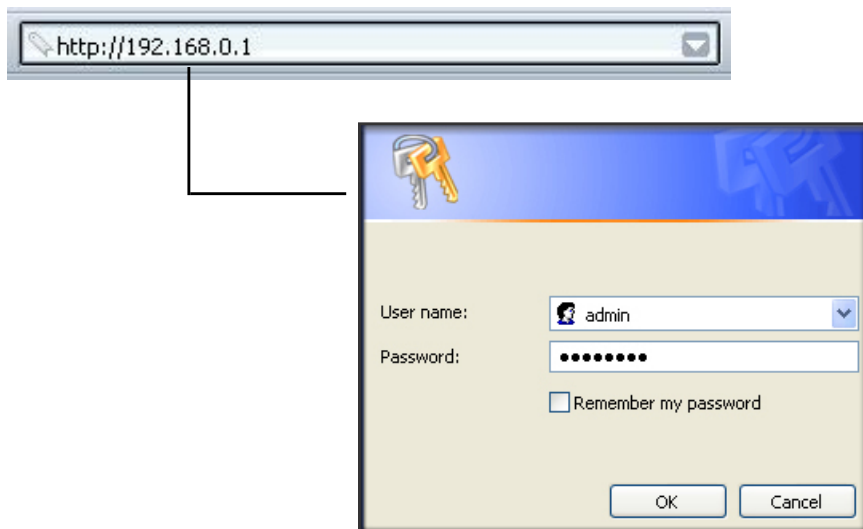 http://192.168.0.1
User name:
admin
Password:
••••••••
Remember my password
OK
Cancel